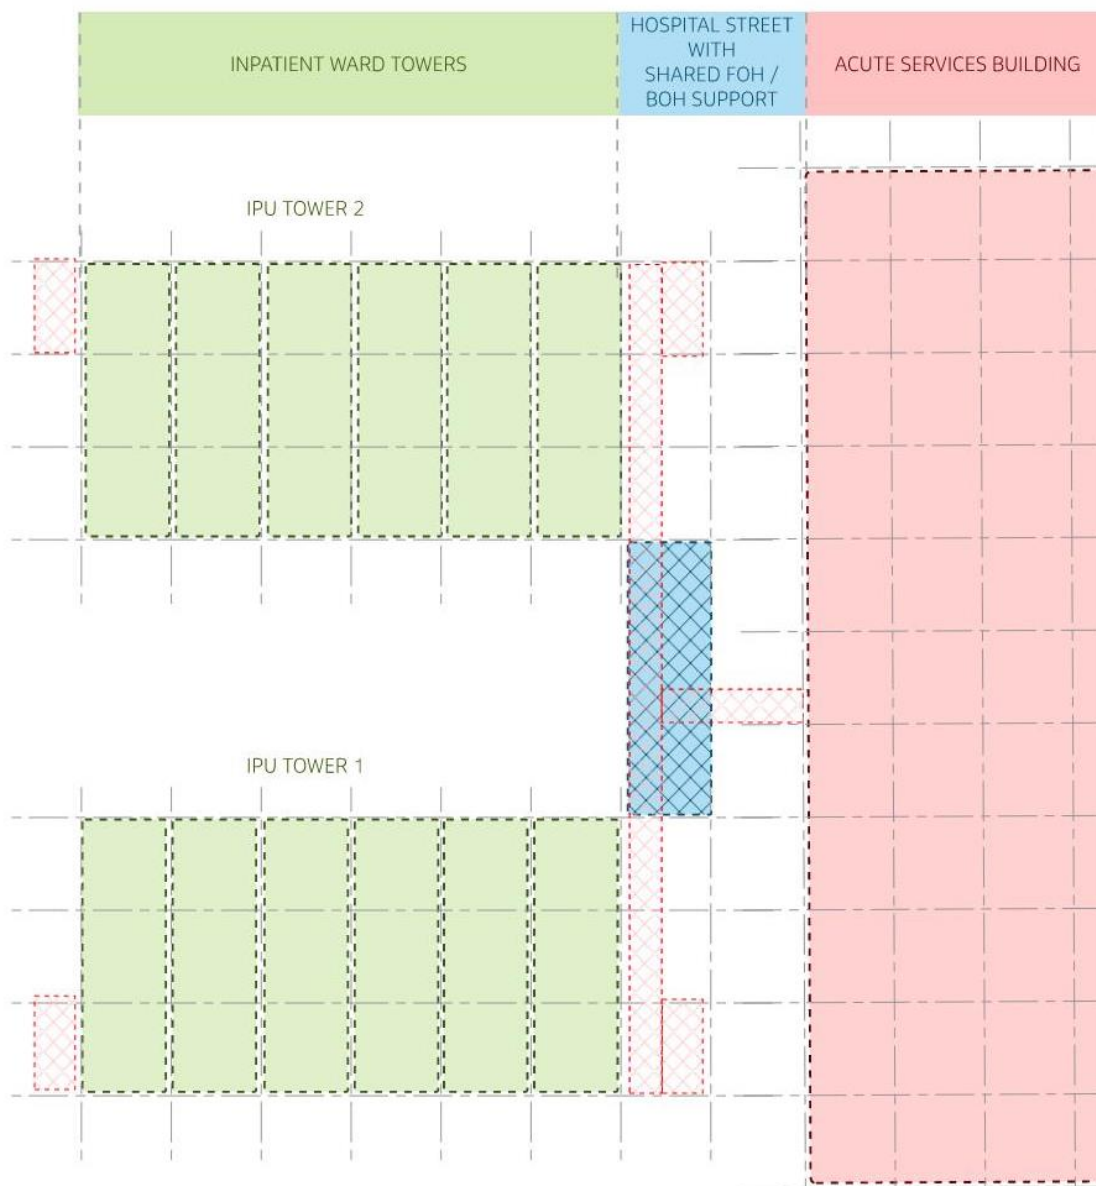 INPATIENT WARD TOWERS
HOSPITAL STREET
WITH
SHARED FOH /
BOH SUPPORT
ACUTE SERVICES BUILDING
IPU TOWER 2
IPU TOWER 1